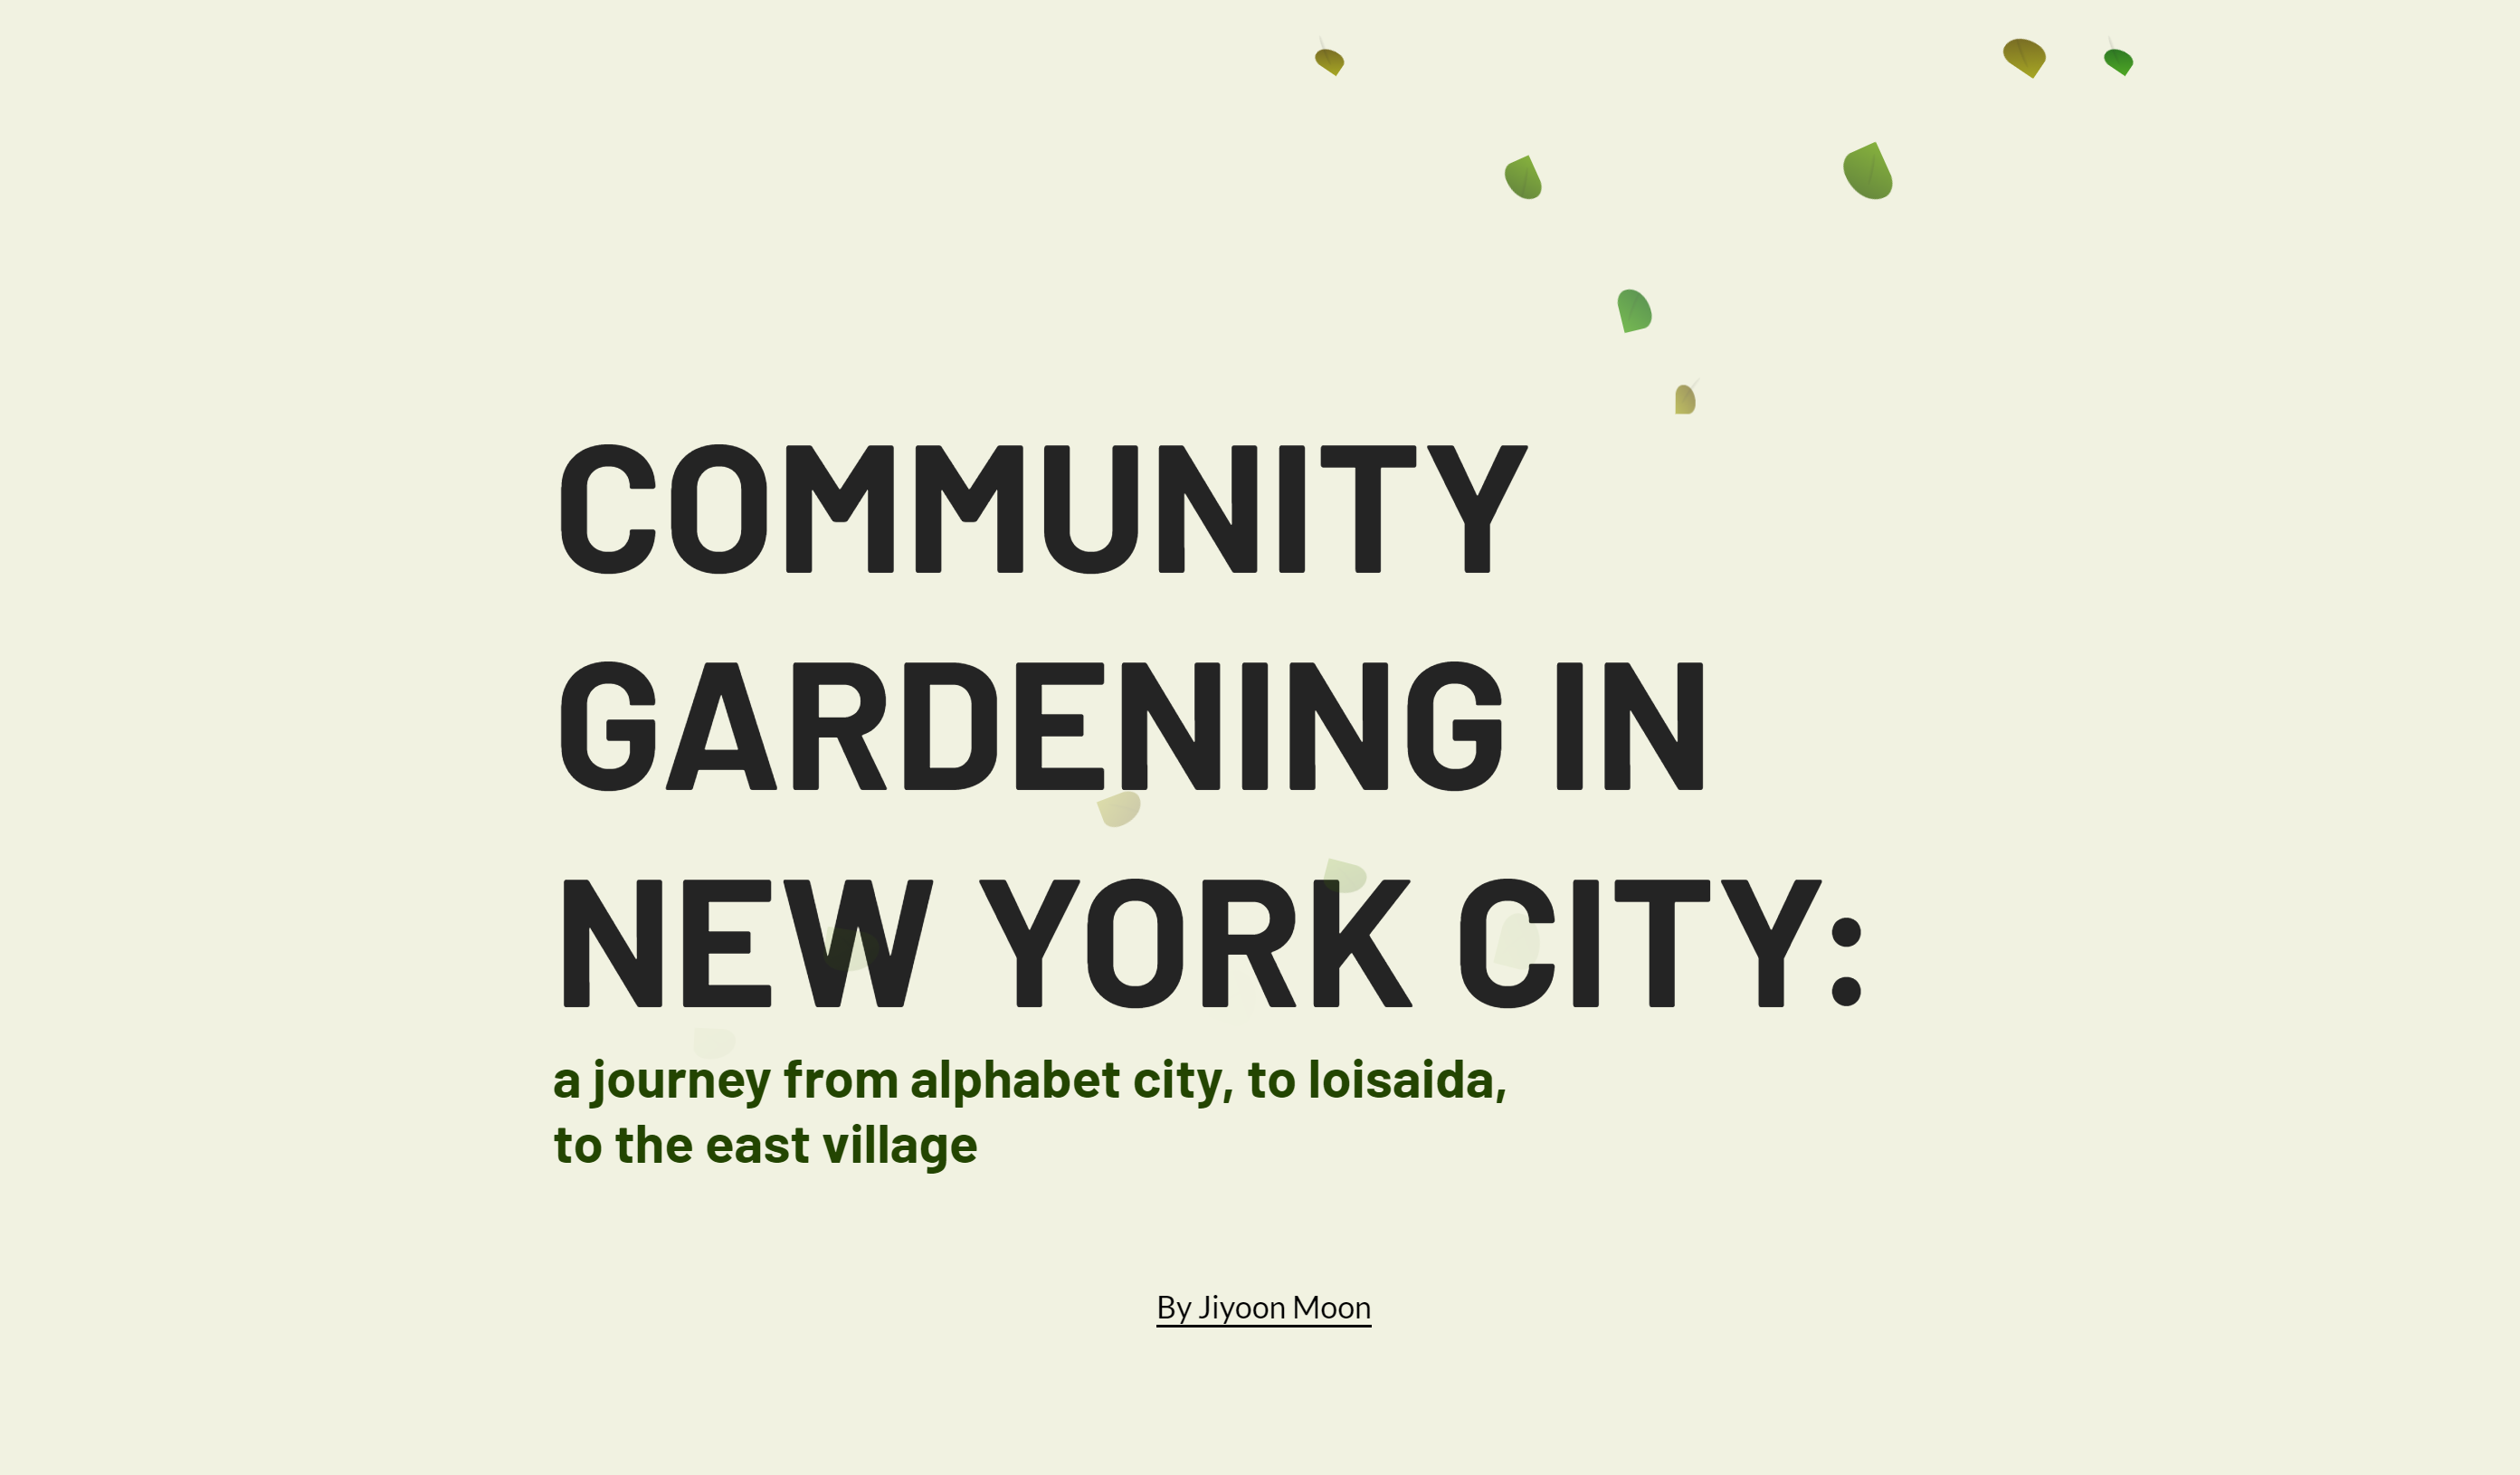 COMMUNITY
GARDENING IN
NEW YORK CITY:
a journey from alphabet city, to loisaida,
to the east village
By Jiyoon Moon